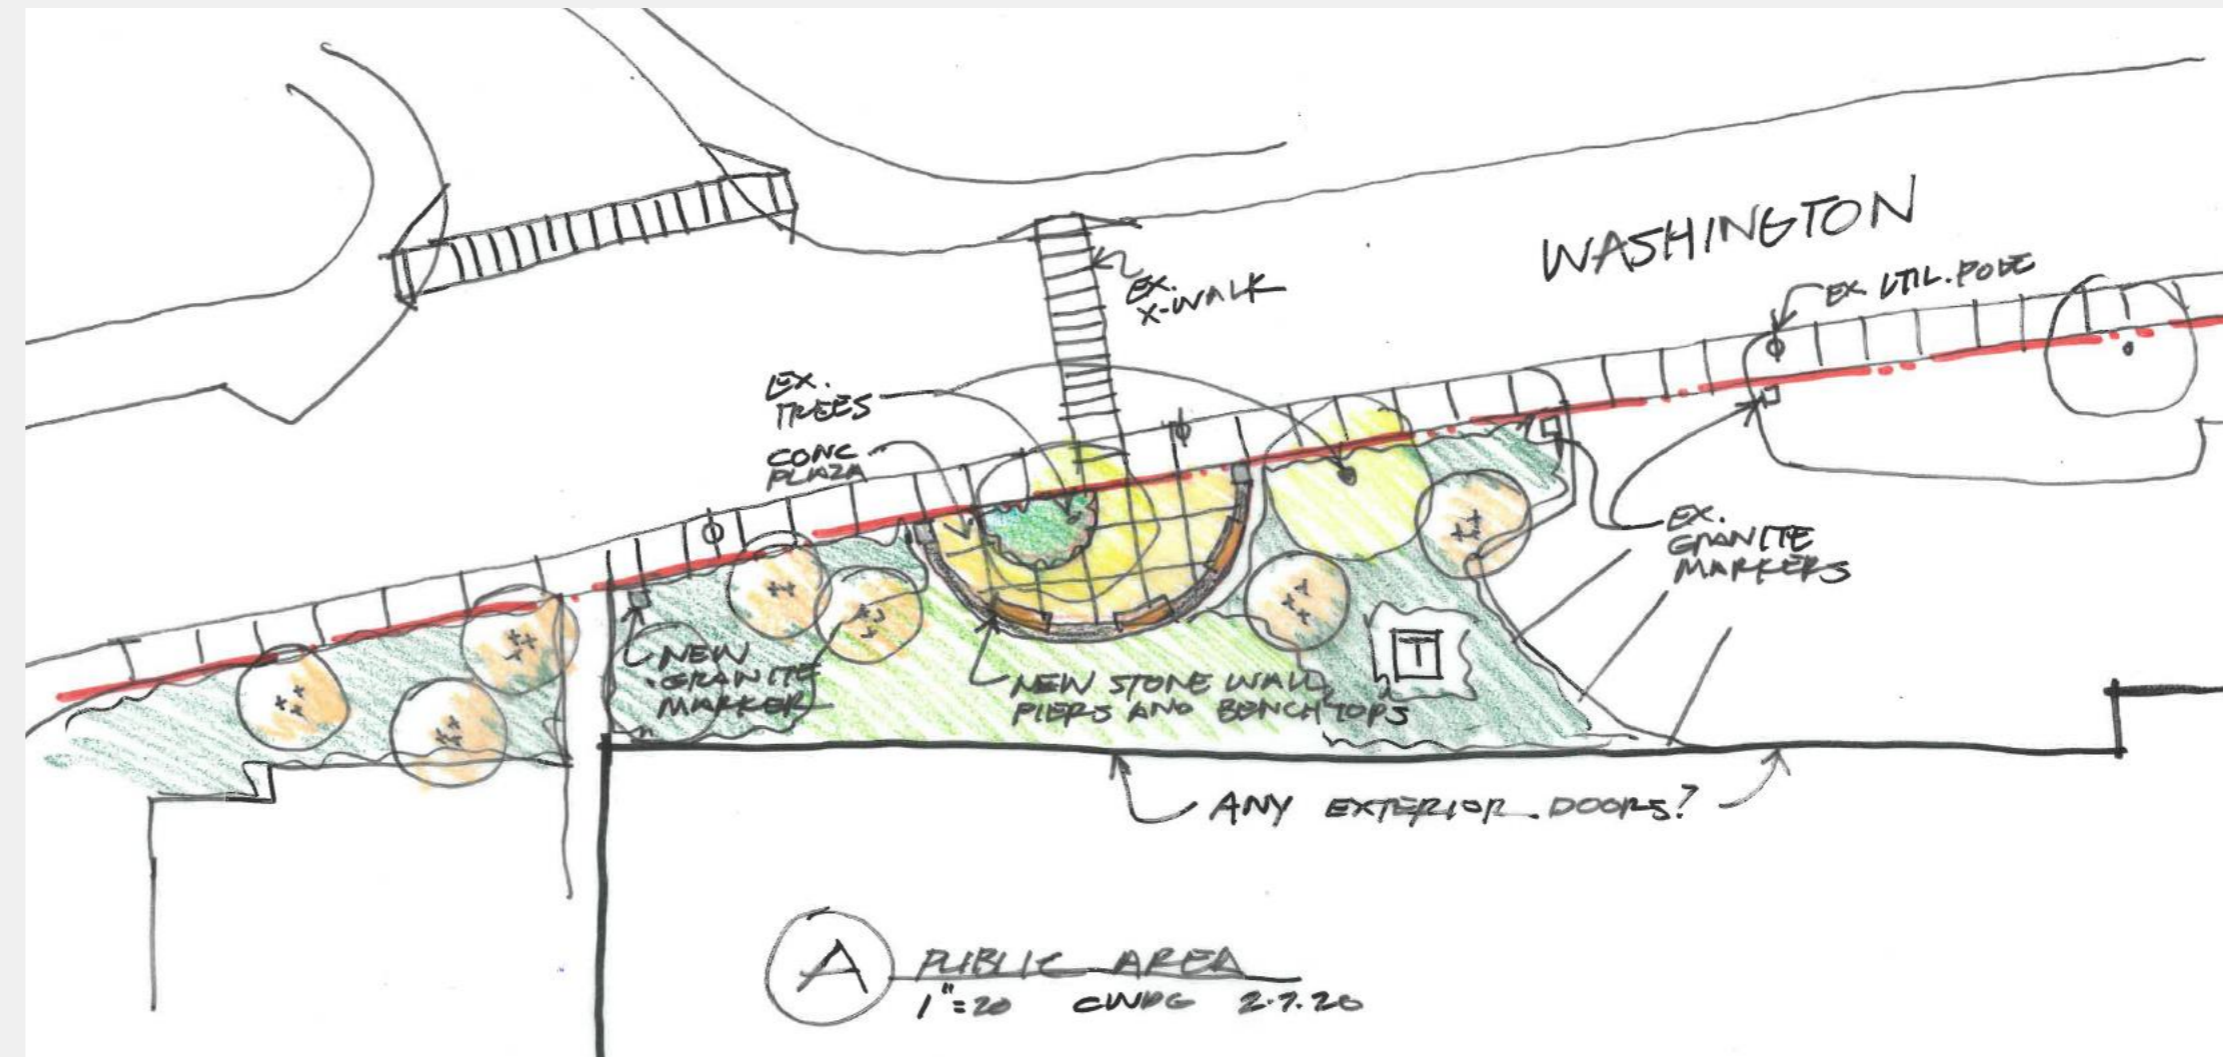 WASHINGTON
EX. UTIL. POLE
EX.
X-WALK
EX.
TREES
CONC
PLAZA
EX.
GRANITE
MARKERS
NEW
GRANITE
MARKER
NEW STONE WALL
PIERS AND BENCH TOPS
T
ANY EXTERIOR DOORS?
A
PUBLIC AREA
1"=20 CWDG 2.7.20